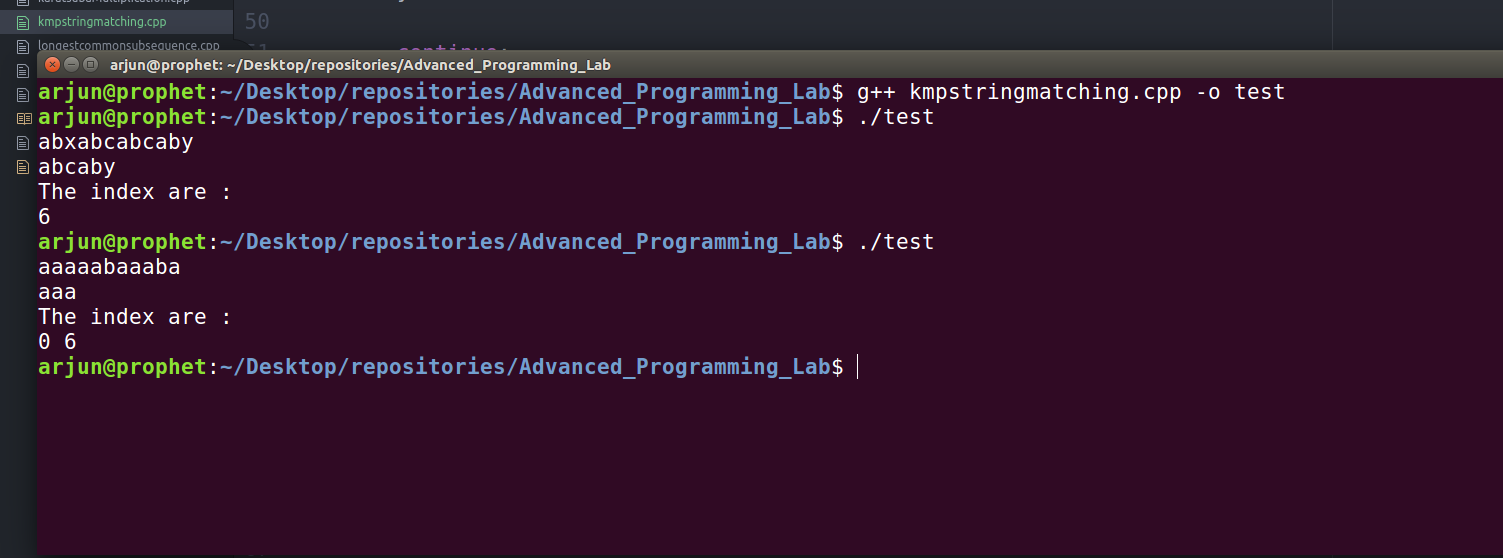 kmpstringmatching.cpp
50
longestcommonsubsequence.cpp
arjun@prophet: ~/Desktop/repositories/Advanced_Programming_Lab
arjun@prophet:~/Desktop/repositories/Advanced_Programming_Lab$ g++ kmpstringmatching.cpp -o test
arjun@prophet:~/Desktop/repositories/Advanced_Programming_Lab$ ./test
abxabcabcaby
abcaby
The index are :
6
arjun@prophet:~/Desktop/repositories/Advanced_Programming_Lab$ ./test
aaaaabaaaba
aaa
The index are :
0 6
arjun@prophet:~/Desktop/repositories/Advanced_Programming_Lab$